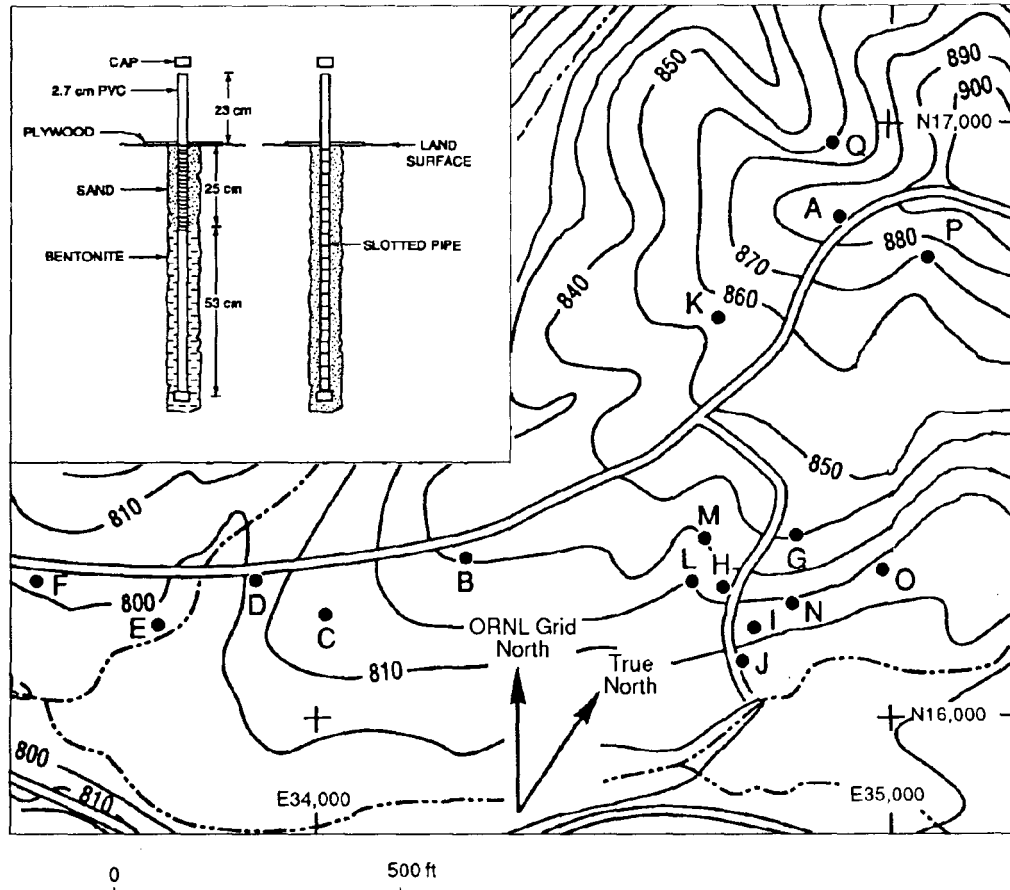 CAP
2.7 cm PVC
23 cm
PLYWOOD
LAND
SURFACE
SAND
25 cm
BENTONITE
SLOTTED PIPE
53 cm
850
890
900
N17,000
Q
A
P
880
870
860
840
K
850
810
M
G
L
H
O
B
F
800
D
E
C
I
N
J
ORNL Grid
North
True
North
810
N16,000
800
810
E34,000
E35,000
0
500 ft